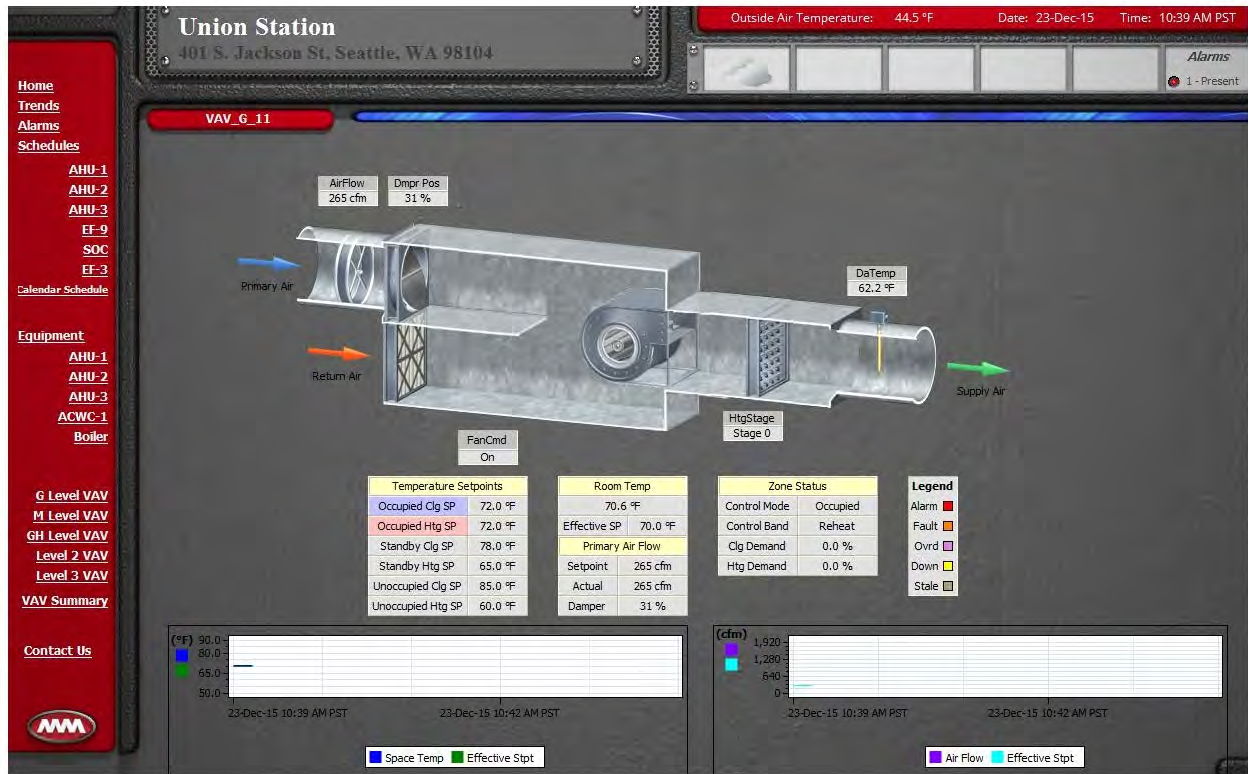 Union Station
401 S. Jackson St, Seattle, WA 98104
Outside Air Temperature: 44.5 °F Date: 23-Dec-15 Time: 10:39 AM PST
Alarms
1 - Present
Home
Trends
Alarms
Schedules
AHU-1
AHU-2
AHU-3
EF-9
SOC
EF-3
Calendar Schedule
Equipment
AHU-1
AHU-2
AHU-3
ACWC-1
Boiler
G Level VAV
M Level VAV
GH Level VAV
Level 2 VAV
Level 3 VAV
VAV Summary
Contact Us
VAV_G_11
AirFlow
265 cfm
Dmpr Pos
31 %
Primary Air
Return Air
DaTemp
62.2 °F
Supply Air
HtgStage
Stage 0
FanCmd
On
Temperature Setpoints
Occupied Clg SP 72.0 °F
Occupied Htg SP 72.0 °F
Standby Clg SP 78.0 °F
Standby Htg SP 65.0 °F
Unoccupied Clg SP 85.0 °F
Unoccupied Htg SP 60.0 °F
Room Temp
70.6 °F
Effective SP 70.0 °F
Primary Air Flow
Setpoint 265 cfm
Actual 265 cfm
Damper 31 %
Zone Status
Control Mode Occupied
Control Band Reheat
Clg Demand 0.0 %
Htg Demand 0.0 %
Legend
Alarm
Fault
Ovrd
Down
Stale
(°F)
90.0
80.0
65.0
50.0
23-Dec-15 10:39 AM PST 23-Dec-15 10:42 AM PST
Space Temp Effective Stpt
(cfm)
1,920
1,280
640
0
23-Dec-15 10:39 AM PST 23-Dec-15 10:42 AM PST
Air Flow Effective Stpt